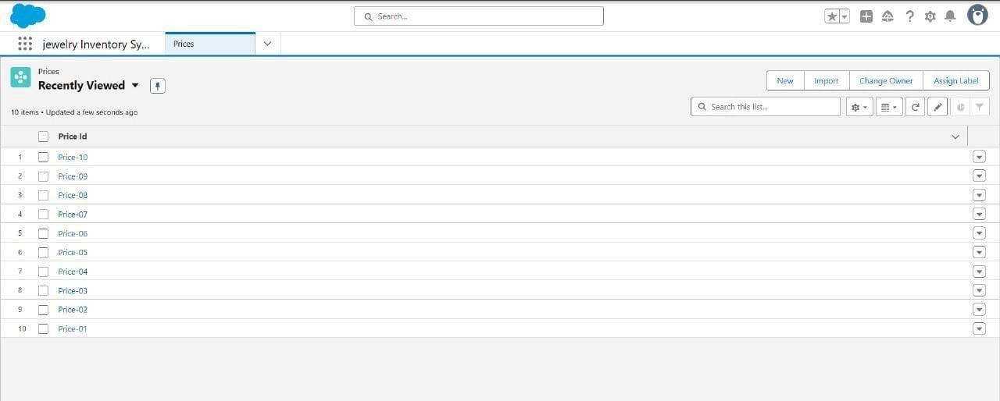 Search...
jewelry Inventory Sy...
Prices
Prices
Recently Viewed
New
Import
Change Owner
Assign Label
10 items • Updated a few seconds ago
Search this list...
Price Id
1 Price-10
2 Price-09
3 Price-08
4 Price-07
5 Price-06
6 Price-05
7 Price-04
8 Price-03
9 Price-02
10 Price-01